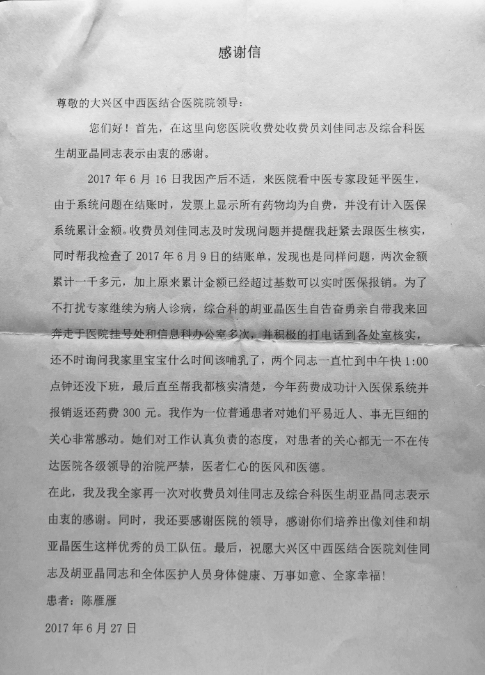 感谢信
尊敬的大兴区中西医结合医院院领导：
您们好！首先，在这里向您医院收费处收费员刘佳同志及综合科医
生胡亚晶同志表示由衷的感谢。
2017 年 6 月 16 日我因产后不适，来医院看中医专家段延平医生，
由于系统问题在结账时，发票上显示所有药物均为自费，并没有计入医保
系统累计金额。收费员刘佳同志及时发现问题并提醒我赶紧去跟医生核实，
同时帮我检查了 2017 年 6 月 9 日的结账单，发现也是同样问题，两次金额
累计一千多元，加上原来累计金额已经超过基数可以实时医保报销。为了
不打扰专家继续为病人诊病，综合科的胡亚晶医生自告奋勇亲自带我来回
奔走于医院挂号处和信息科办公室多次，并积极的打电话到各处室核实，
还不时询问我家里宝宝什么时间该哺乳了，两个同志一直忙到中午快 1:00
点钟还没下班，最后直至帮我都核实清楚，今年药费成功计入医保系统并
报销返还药费 300 元。我作为一位普通患者对她们平易近人、事无巨细的
关心非常感动。她们对工作认真负责的态度，对患者的关心都无一不在传
达医院各级领导的治院严禁，医者仁心的医风和医德。
在此，我及我全家再一次对收费员刘佳同志及综合科医生胡亚晶同志表示
由衷的感谢。同时，我还要感谢医院的领导，感谢你们培养出像刘佳和胡
亚晶医生这样优秀的员工队伍。最后，祝愿大兴区中西医结合医院刘佳同
志及胡亚晶同志和全体医护人员身体健康、万事如意、全家幸福!
患者：陈雁雁
2017 年 6 月 27 日